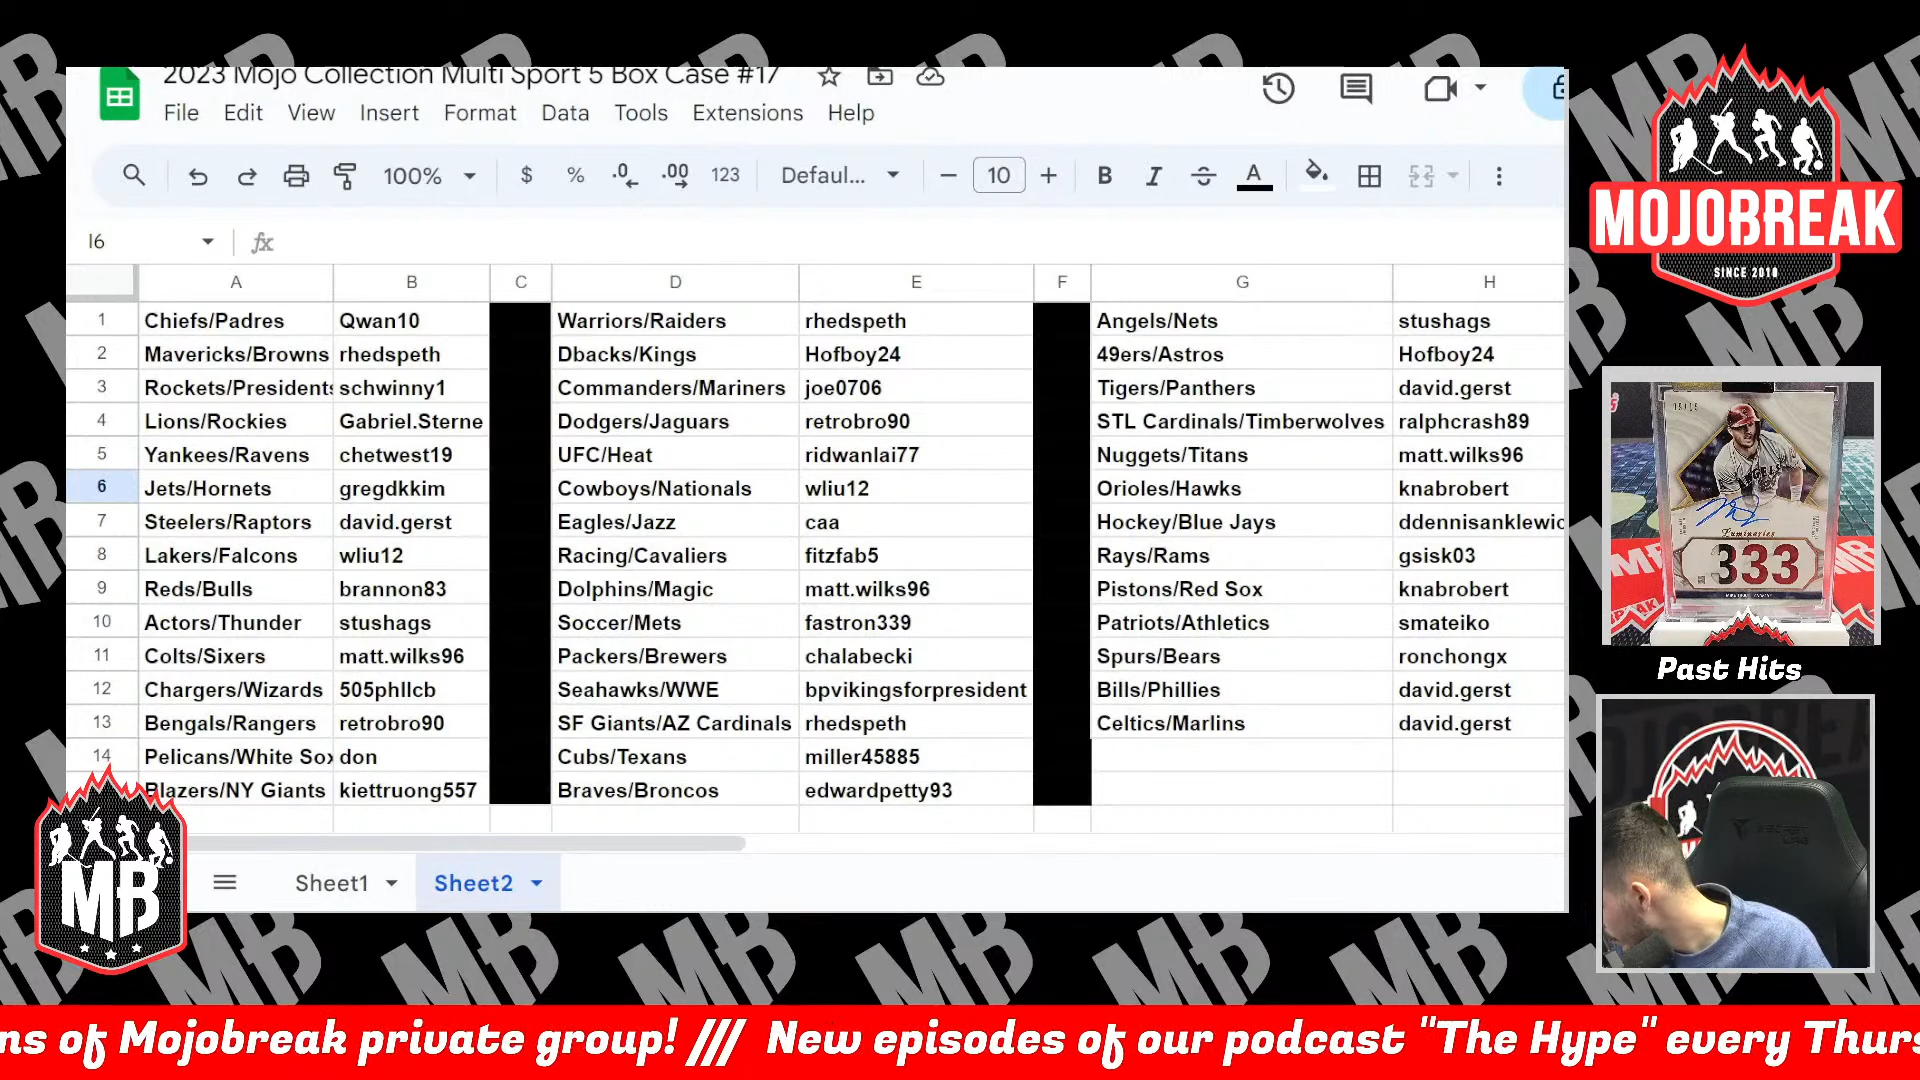 2023 Mojo Collection Multi Sport 5 Box Case #17
File Edit View Insert Format Data Tools Extensions Help
100% $ % .0 .00 123 Defaul... 10 B I A
I6 fx
A B C D E F G H
1 Chiefs/Padres Qwan10 Warriors/Raiders rhedspeth Angels/Nets stushags
2 Mavericks/Browns rhedspeth Dbacks/Kings Hofboy24 49ers/Astros Hofboy24
3 Rockets/Presidents schwinny1 Commanders/Mariners joe0706 Tigers/Panthers david.gerst
4 Lions/Rockies Gabriel.Sterne Dodgers/Jaguars retrobro90 STL Cardinals/Timberwolves ralphcrash89
5 Yankees/Ravens chetwest19 UFC/Heat ridwanlai77 Nuggets/Titans matt.wilks96
6 Jets/Hornets gregdkkim Cowboys/Nationals wliu12 Orioles/Hawks knabrobert
7 Steelers/Raptors david.gerst Eagles/Jazz caa Hockey/Blue Jays ddennisanklewic
8 Lakers/Falcons wliu12 Racing/Cavaliers fitzfab5 Rays/Rams gsisk03
9 Reds/Bulls brannon83 Dolphins/Magic matt.wilks96 Pistons/Red Sox knabrobert
10 Actors/Thunder stushags Soccer/Mets fastron339 Patriots/Athletics smateiko
11 Colts/Sixers matt.wilks96 Packers/Brewers chalabecki Spurs/Bears ronchongx
12 Chargers/Wizards 505phllcb Seahawks/WWE bpvikingsforpresident Bills/Phillies david.gerst
13 Bengals/Rangers retrobro90 SF Giants/AZ Cardinals rhedspeth Celtics/Marlins david.gerst
14 Pelicans/White Sox don Cubs/Texans miller45885
Blazers/NY Giants kiettruong557 Braves/Broncos edwardpetty93
Sheet1 Sheet2
MB
MOJOBREAK
SINCE 2010
ANGELS
Luminaries
333
Past Hits
ns of Mojobreak private group! /// New episodes of our podcast "The Hype" every Thurs